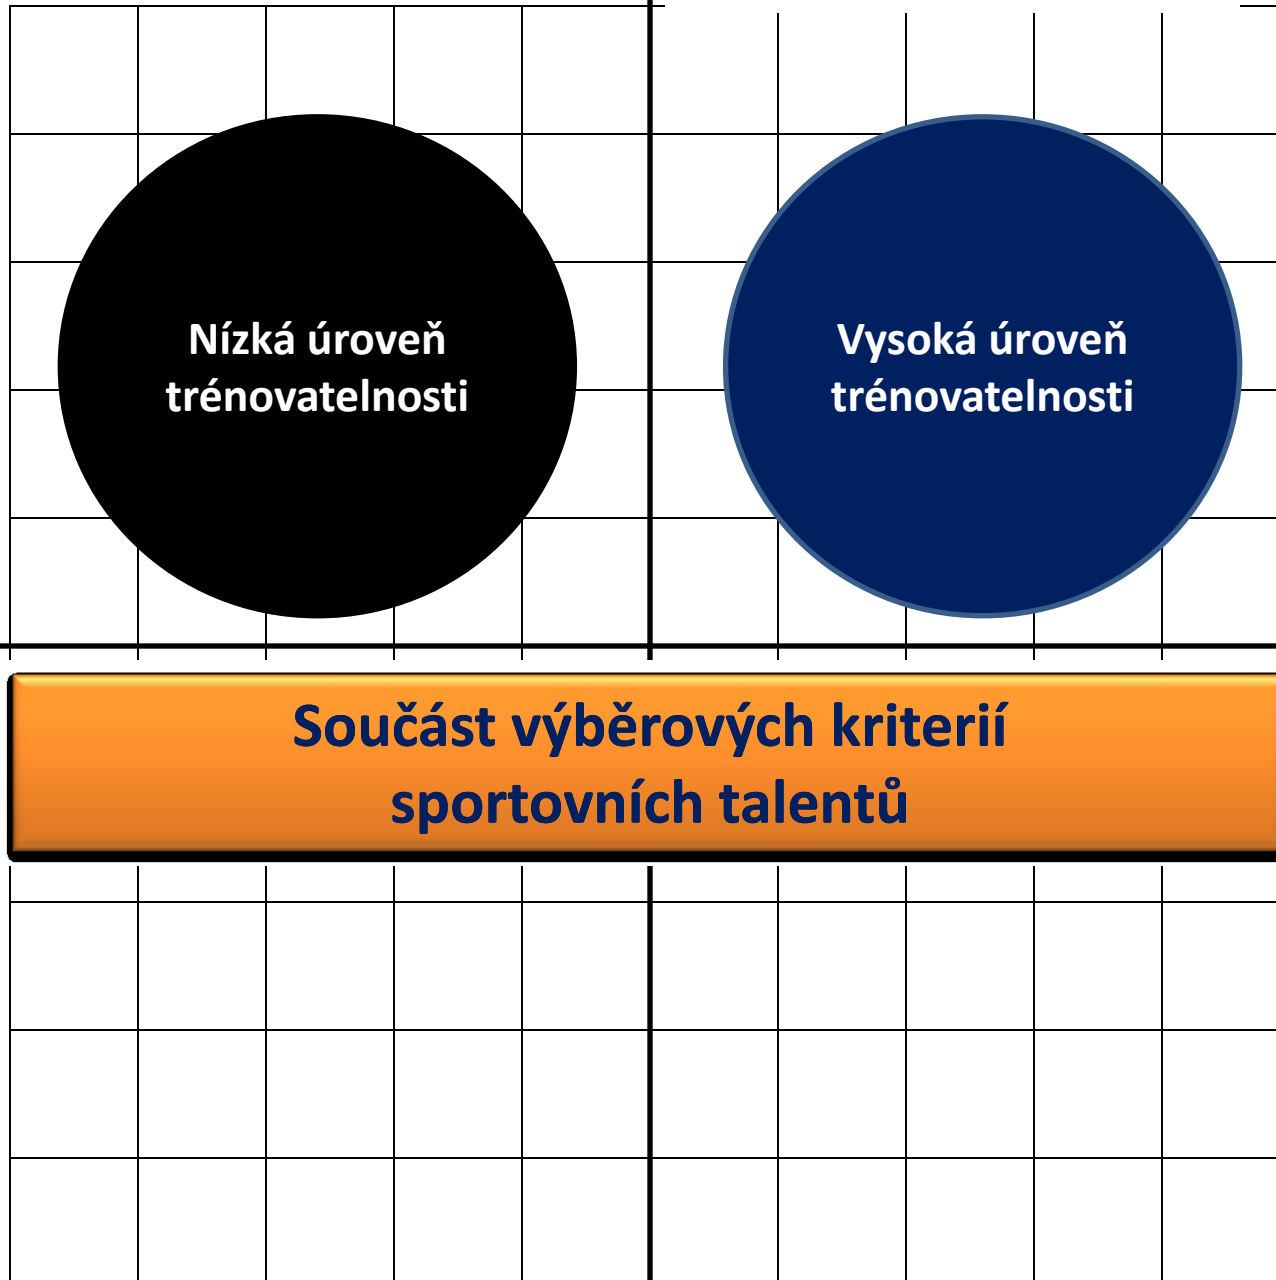 Nízká úroveň
trénovatelnosti
Vysoká úroveň
trénovatelnosti
Součást výběrových kriterií
sportovních talentů